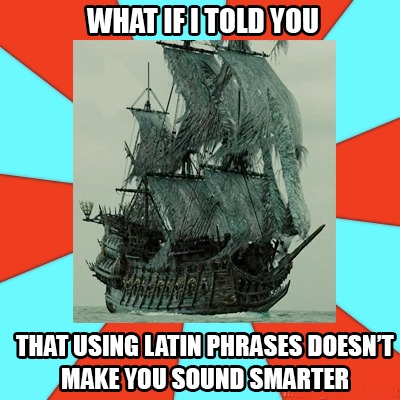 WHAT IF I TOLD YOU
THAT USING LATIN PHRASES DOESN'T
MAKE YOU SOUND SMARTER